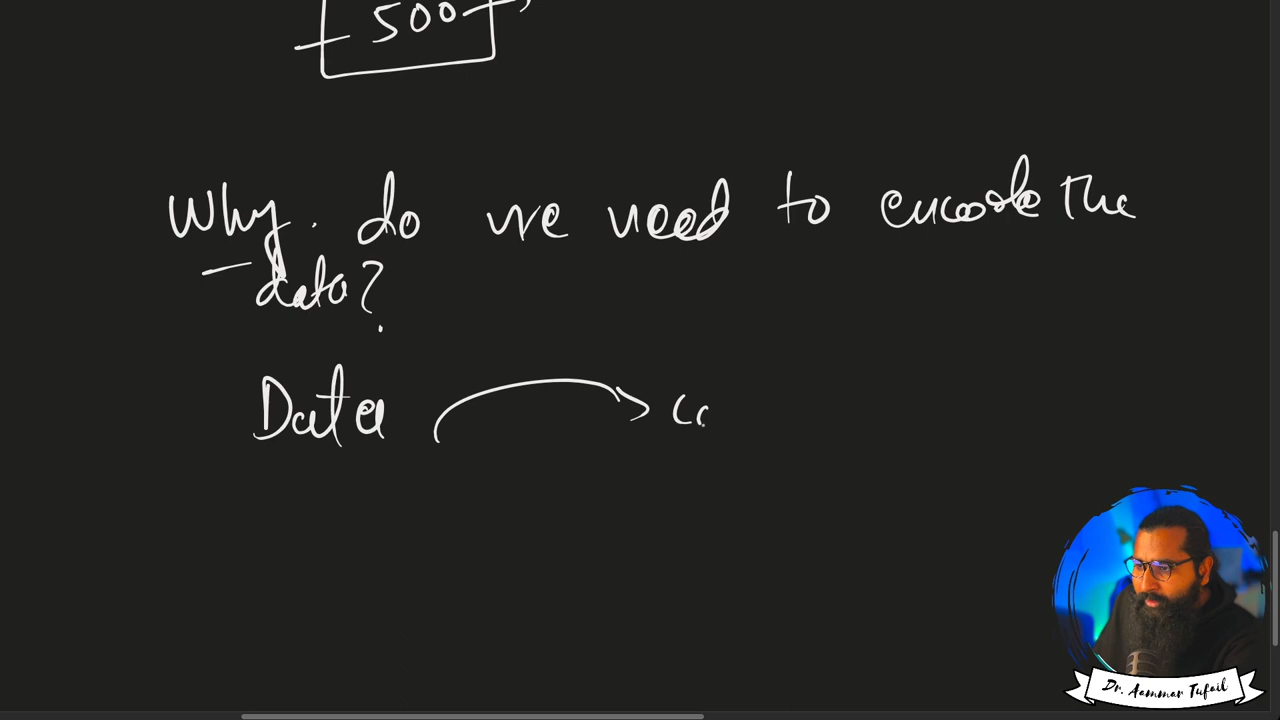 500
Why. do we need to encode the
data?
Data
Dr. Aammar Tufail